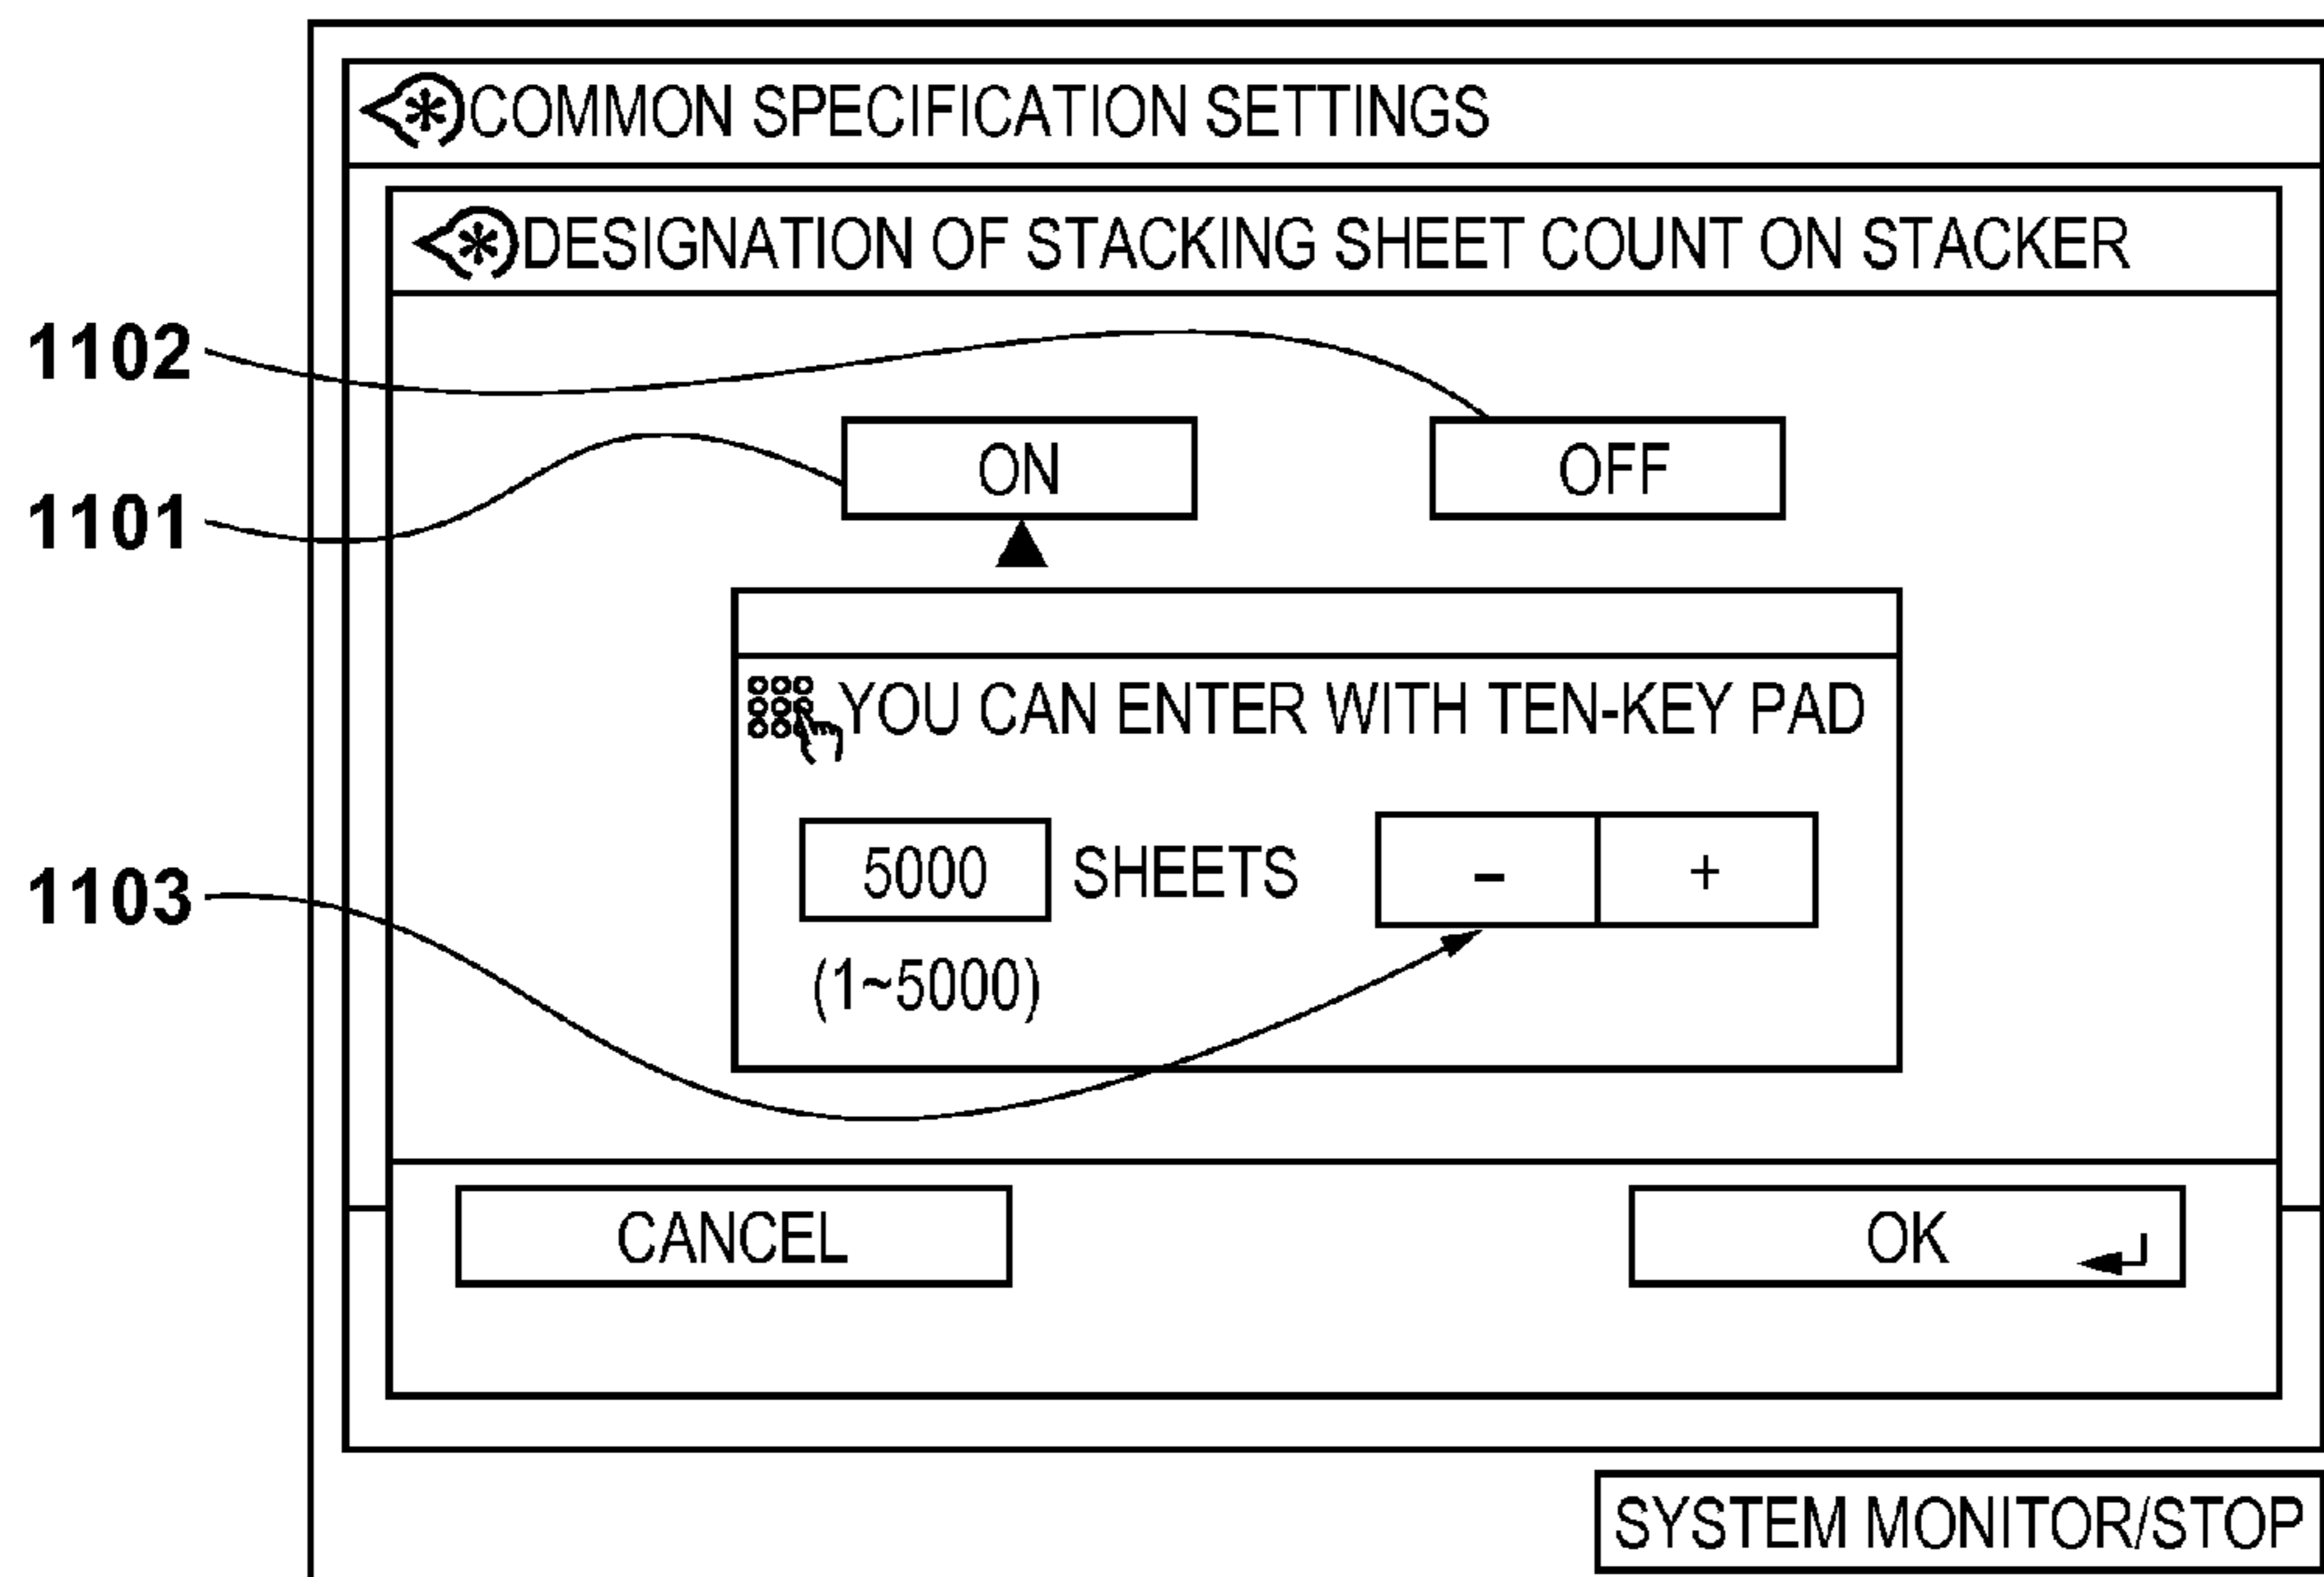 COMMON SPECIFICATION SETTINGS
DESIGNATION OF STACKING SHEET COUNT ON STACKER
1102
ON OFF
1101
YOU CAN ENTER WITH TEN-KEY PAD
1103
5000 SHEETS - +
(1~5000)
CANCEL OK
SYSTEM MONITOR/STOP